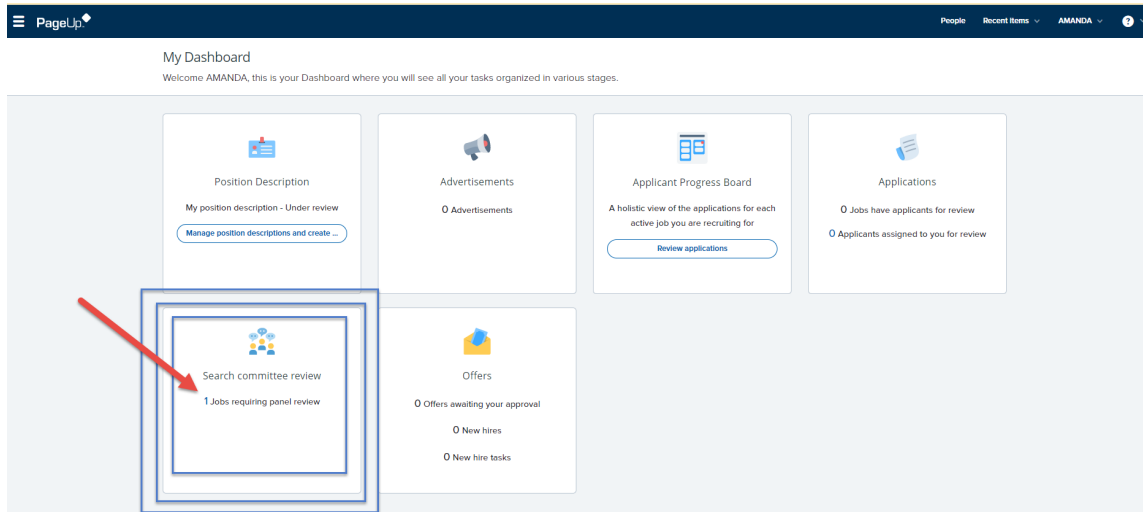 PageUp.
People Recent items AMANDA ?
My Dashboard
Welcome AMANDA, this is your Dashboard where you will see all your tasks organized in various stages.
Position Description
My position description - Under review
Manage position descriptions and create ...
Advertisements
0 Advertisements
Applicant Progress Board
A holistic view of the applications for each
active job you are recruiting for
Review applications
Applications
0 Jobs have applicants for review
0 Applicants assigned to you for review
Search committee review
1 Jobs requiring panel review
Offers
0 Offers awaiting your approval
0 New hires
0 New hire tasks